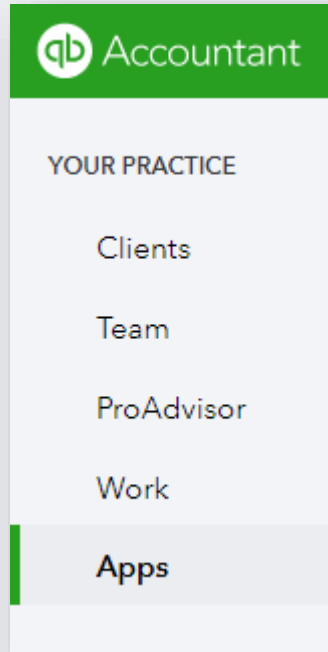 qb Accountant
YOUR PRACTICE
Clients
Team
ProAdvisor
Work
Apps